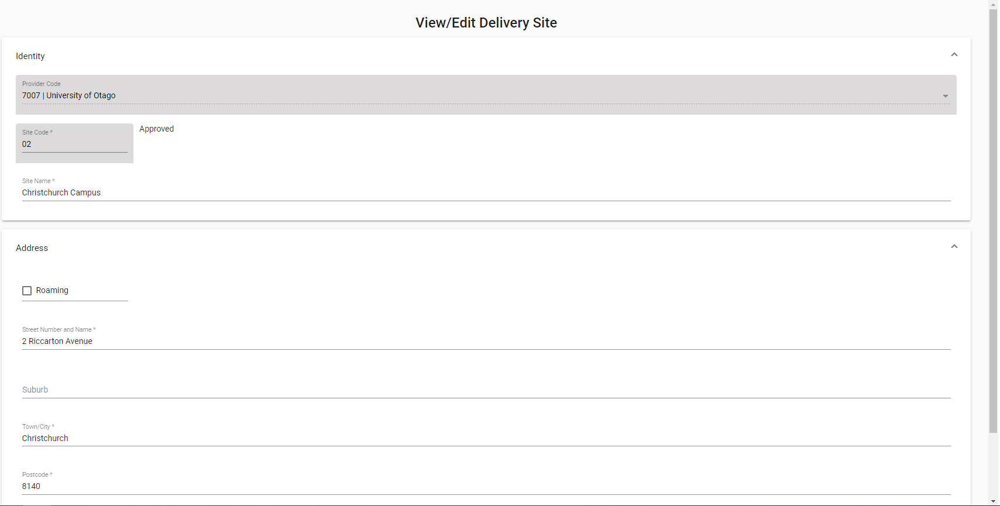 View/Edit Delivery Site
Identity
Provider Code
7007 | University of Otago
Site Code *
02
Approved
Site Name *
Christchurch Campus
Address
Roaming
Street Number and Name *
2 Riccarton Avenue
Suburb
Town/City *
Christchurch
Postcode *
8140